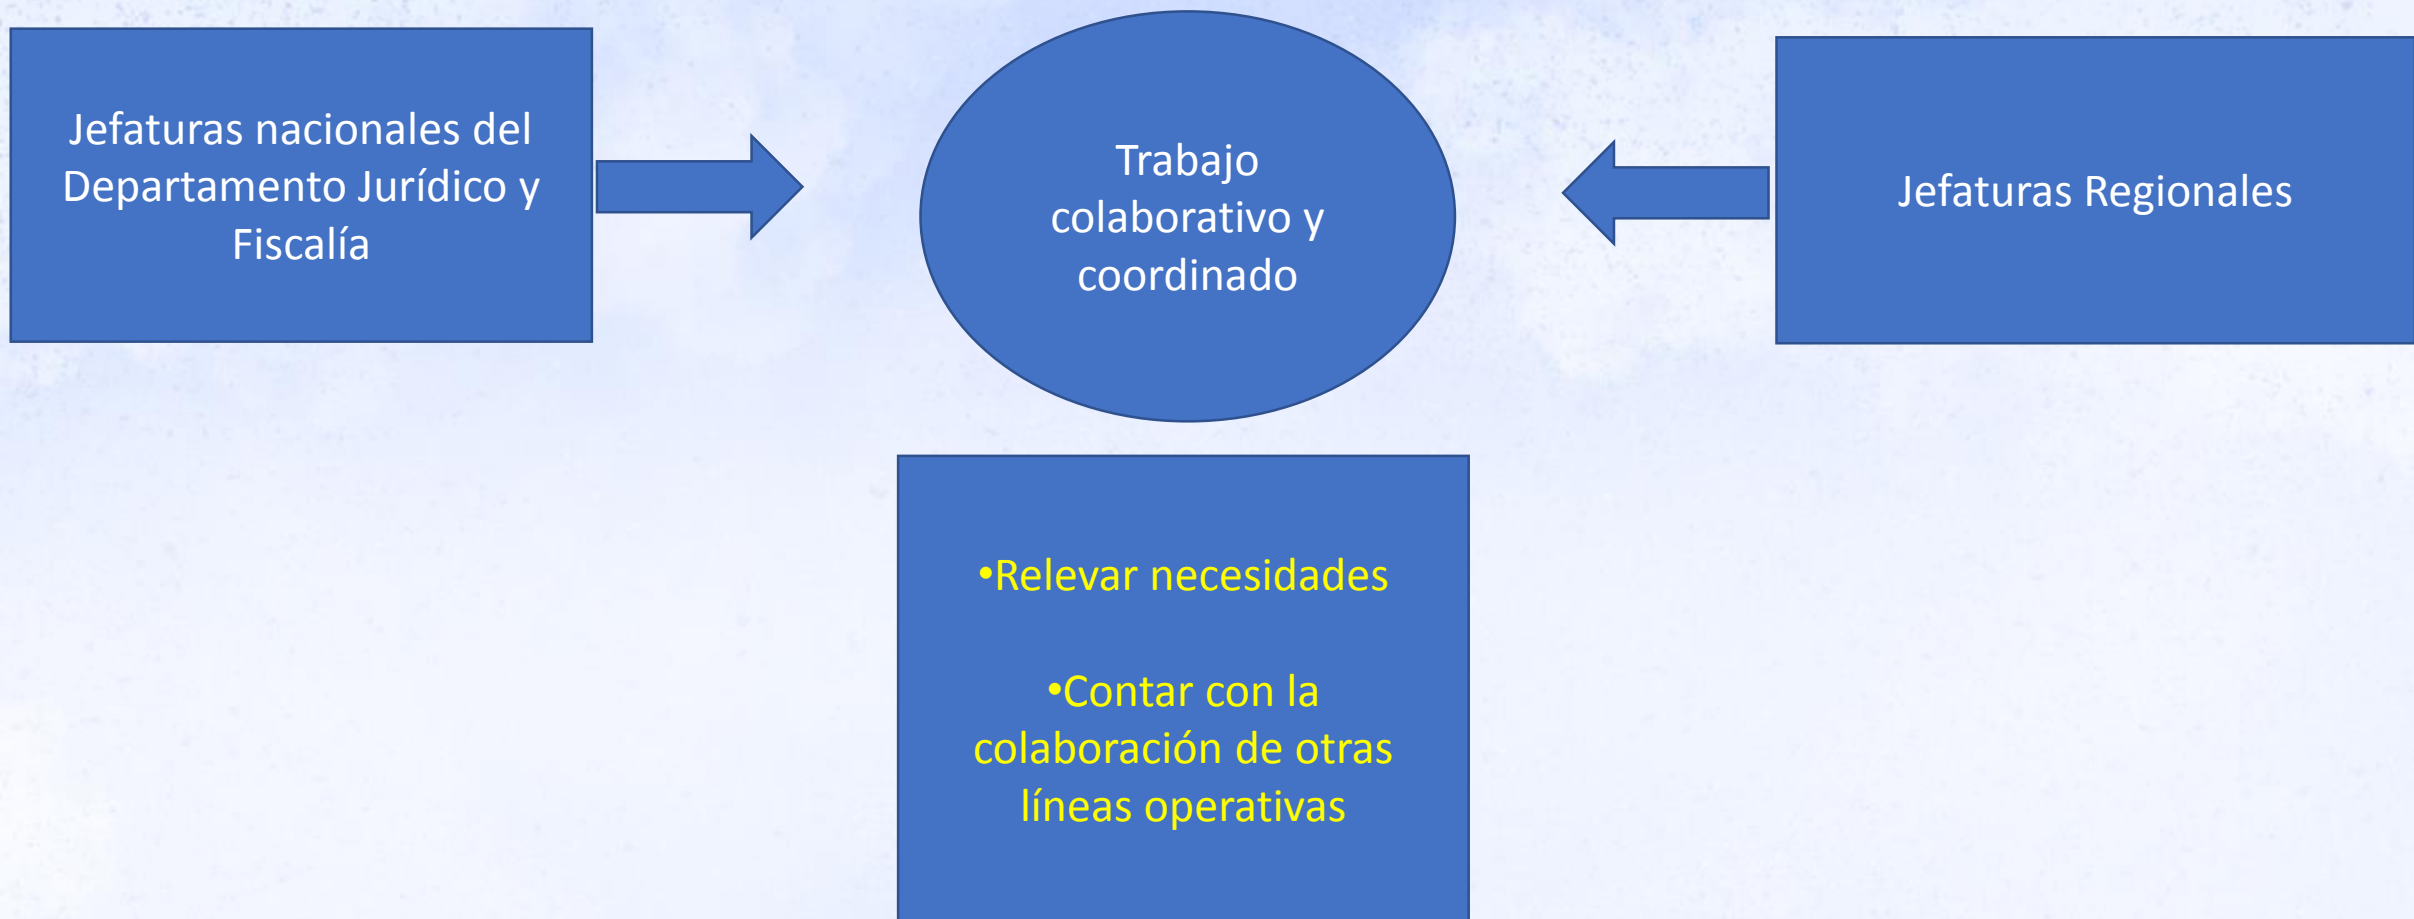 Jefaturas nacionales del
Departamento Jurídico y
Fiscalía
Trabajo
colaborativo y
coordinado
Jefaturas Regionales
•Relevar necesidades
•Contar con la
colaboración de otras
líneas operativas